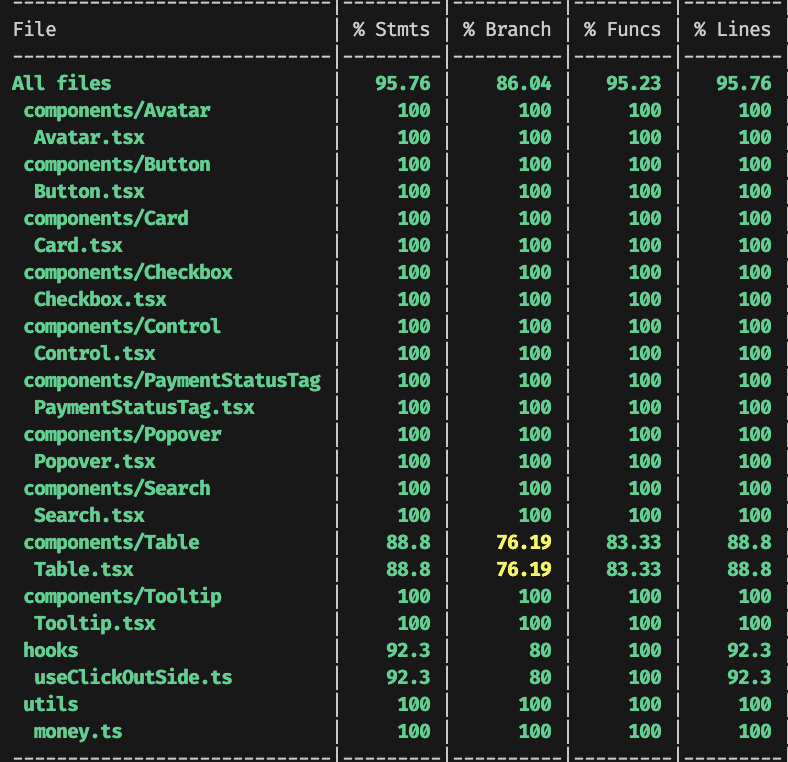 File | % Stmts | % Branch | % Funcs | % Lines
All files | 95.76 | 86.04 | 95.23 | 95.76
components/Avatar | 100 | 100 | 100 | 100
Avatar.tsx | 100 | 100 | 100 | 100
components/Button | 100 | 100 | 100 | 100
Button.tsx | 100 | 100 | 100 | 100
components/Card | 100 | 100 | 100 | 100
Card.tsx | 100 | 100 | 100 | 100
components/Checkbox | 100 | 100 | 100 | 100
Checkbox.tsx | 100 | 100 | 100 | 100
components/Control | 100 | 100 | 100 | 100
Control.tsx | 100 | 100 | 100 | 100
components/PaymentStatusTag | 100 | 100 | 100 | 100
PaymentStatusTag.tsx | 100 | 100 | 100 | 100
components/Popover | 100 | 100 | 100 | 100
Popover.tsx | 100 | 100 | 100 | 100
components/Search | 100 | 100 | 100 | 100
Search.tsx | 100 | 100 | 100 | 100
components/Table | 88.8 | 76.19 | 83.33 | 88.8
Table.tsx | 88.8 | 76.19 | 83.33 | 88.8
components/Tooltip | 100 | 100 | 100 | 100
Tooltip.tsx | 100 | 100 | 100 | 100
hooks | 92.3 | 80 | 100 | 92.3
useClickOutSide.ts | 92.3 | 80 | 100 | 92.3
utils | 100 | 100 | 100 | 100
money.ts | 100 | 100 | 100 | 100